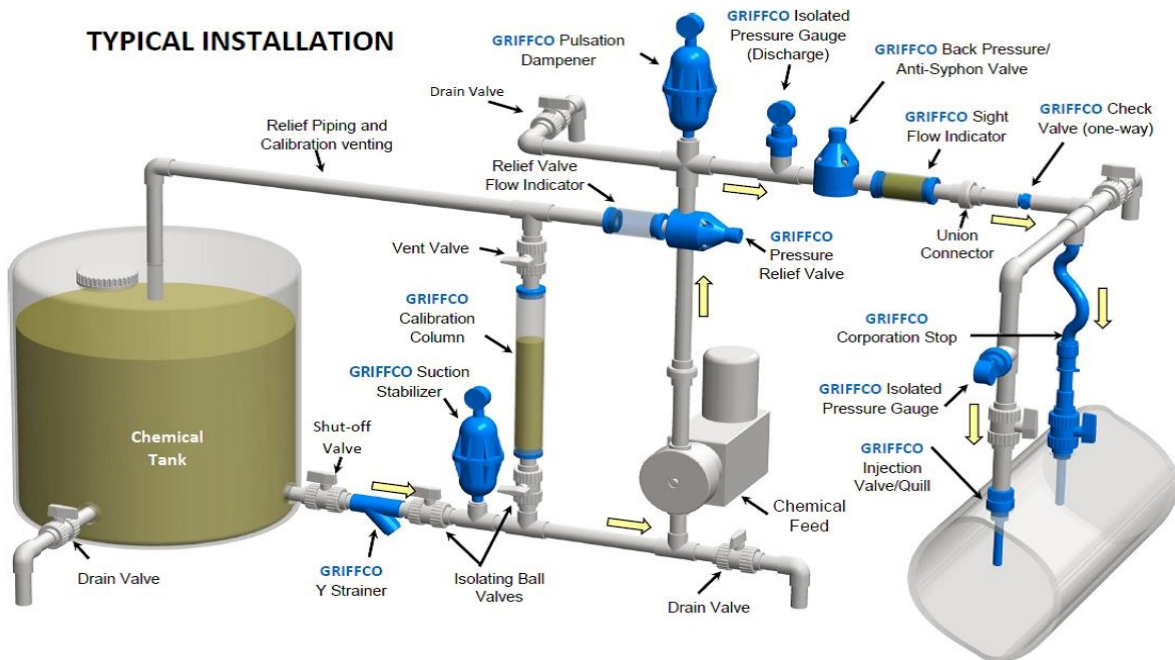 TYPICAL INSTALLATION
GRIFFCO Pulsation
Dampener
GRIFFCO Isolated
Pressure Gauge
(Discharge)
GRIFFCO Back Pressure/
Anti-Syphon Valve
Drain Valve
GRIFFCO Sight
Flow Indicator
GRIFFCO Check
Valve (one-way)
Relief Piping and
Calibration venting
Relief Valve
Flow Indicator
Union
Connector
Vent Valve
GRIFFCO
Pressure
Relief Valve
GRIFFCO
Calibration
Column
GRIFFCO
Corporation Stop
GRIFFCO Suction
Stabilizer
GRIFFCO Isolated
Pressure Gauge
Chemical
Tank
Shut-off
Valve
GRIFFCO
Injection
Valve/Quill
Chemical
Feed
Drain Valve
GRIFFCO
Y Strainer
Isolating Ball
Valves
Drain Valve